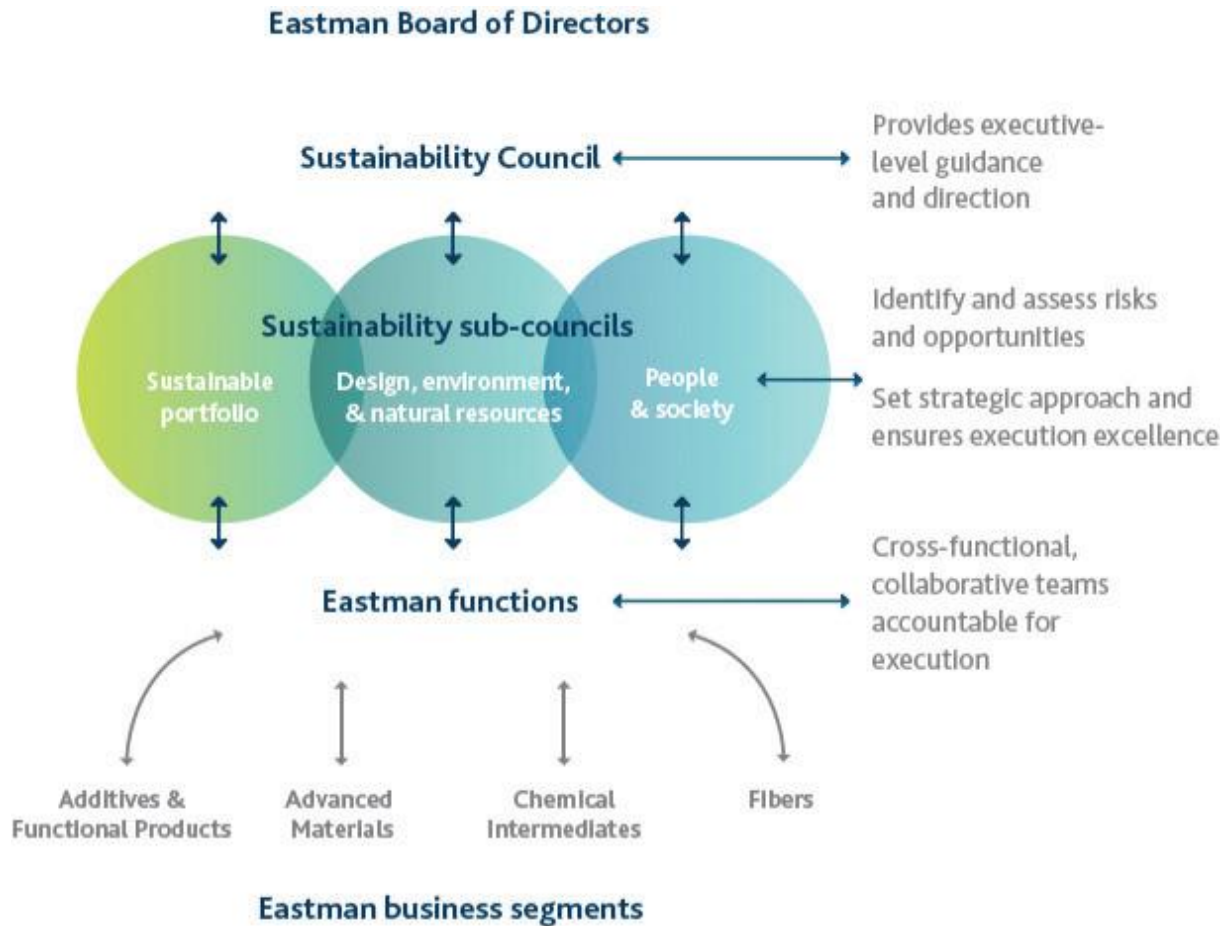 Eastman Board of Directors
Sustainability Council
Provides executive-
level guidance
and direction
Sustainability sub-councils
Sustainable
portfolio
Design, environment,
& natural resources
People
& society
Identify and assess risks
and opportunities
Set strategic approach and
ensures execution excellence
Eastman functions
Cross-functional,
collaborative teams
accountable for
execution
Additives &
Functional Products
Advanced
Materials
Chemical
Intermediates
Fibers
Eastman business segments